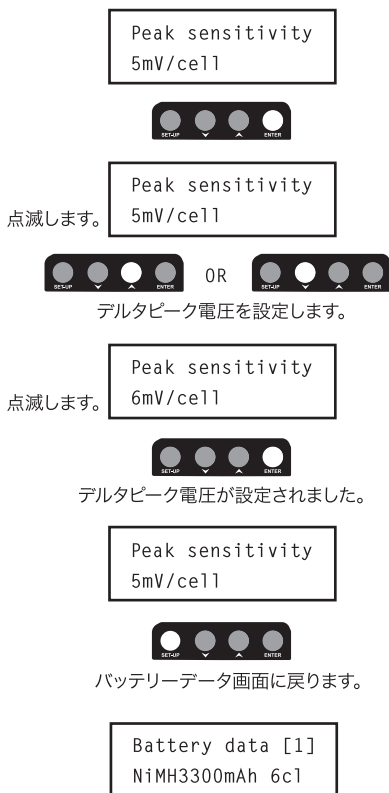 Peak sensitivity
5mV/cell
SET-UP ENTER
Peak sensitivity
点滅します。 5mV/cell
SET-UP ENTER OR SET-UP ENTER
デルタピーク電圧を設定します。
Peak sensitivity
点滅します。 6mV/cell
SET-UP ENTER
デルタピーク電圧が設定されました。
Peak sensitivity
5mV/cell
SET-UP ENTER
バッテリーデータ画面に戻ります。
Battery data [1]
NiMH3300mAh 6cl